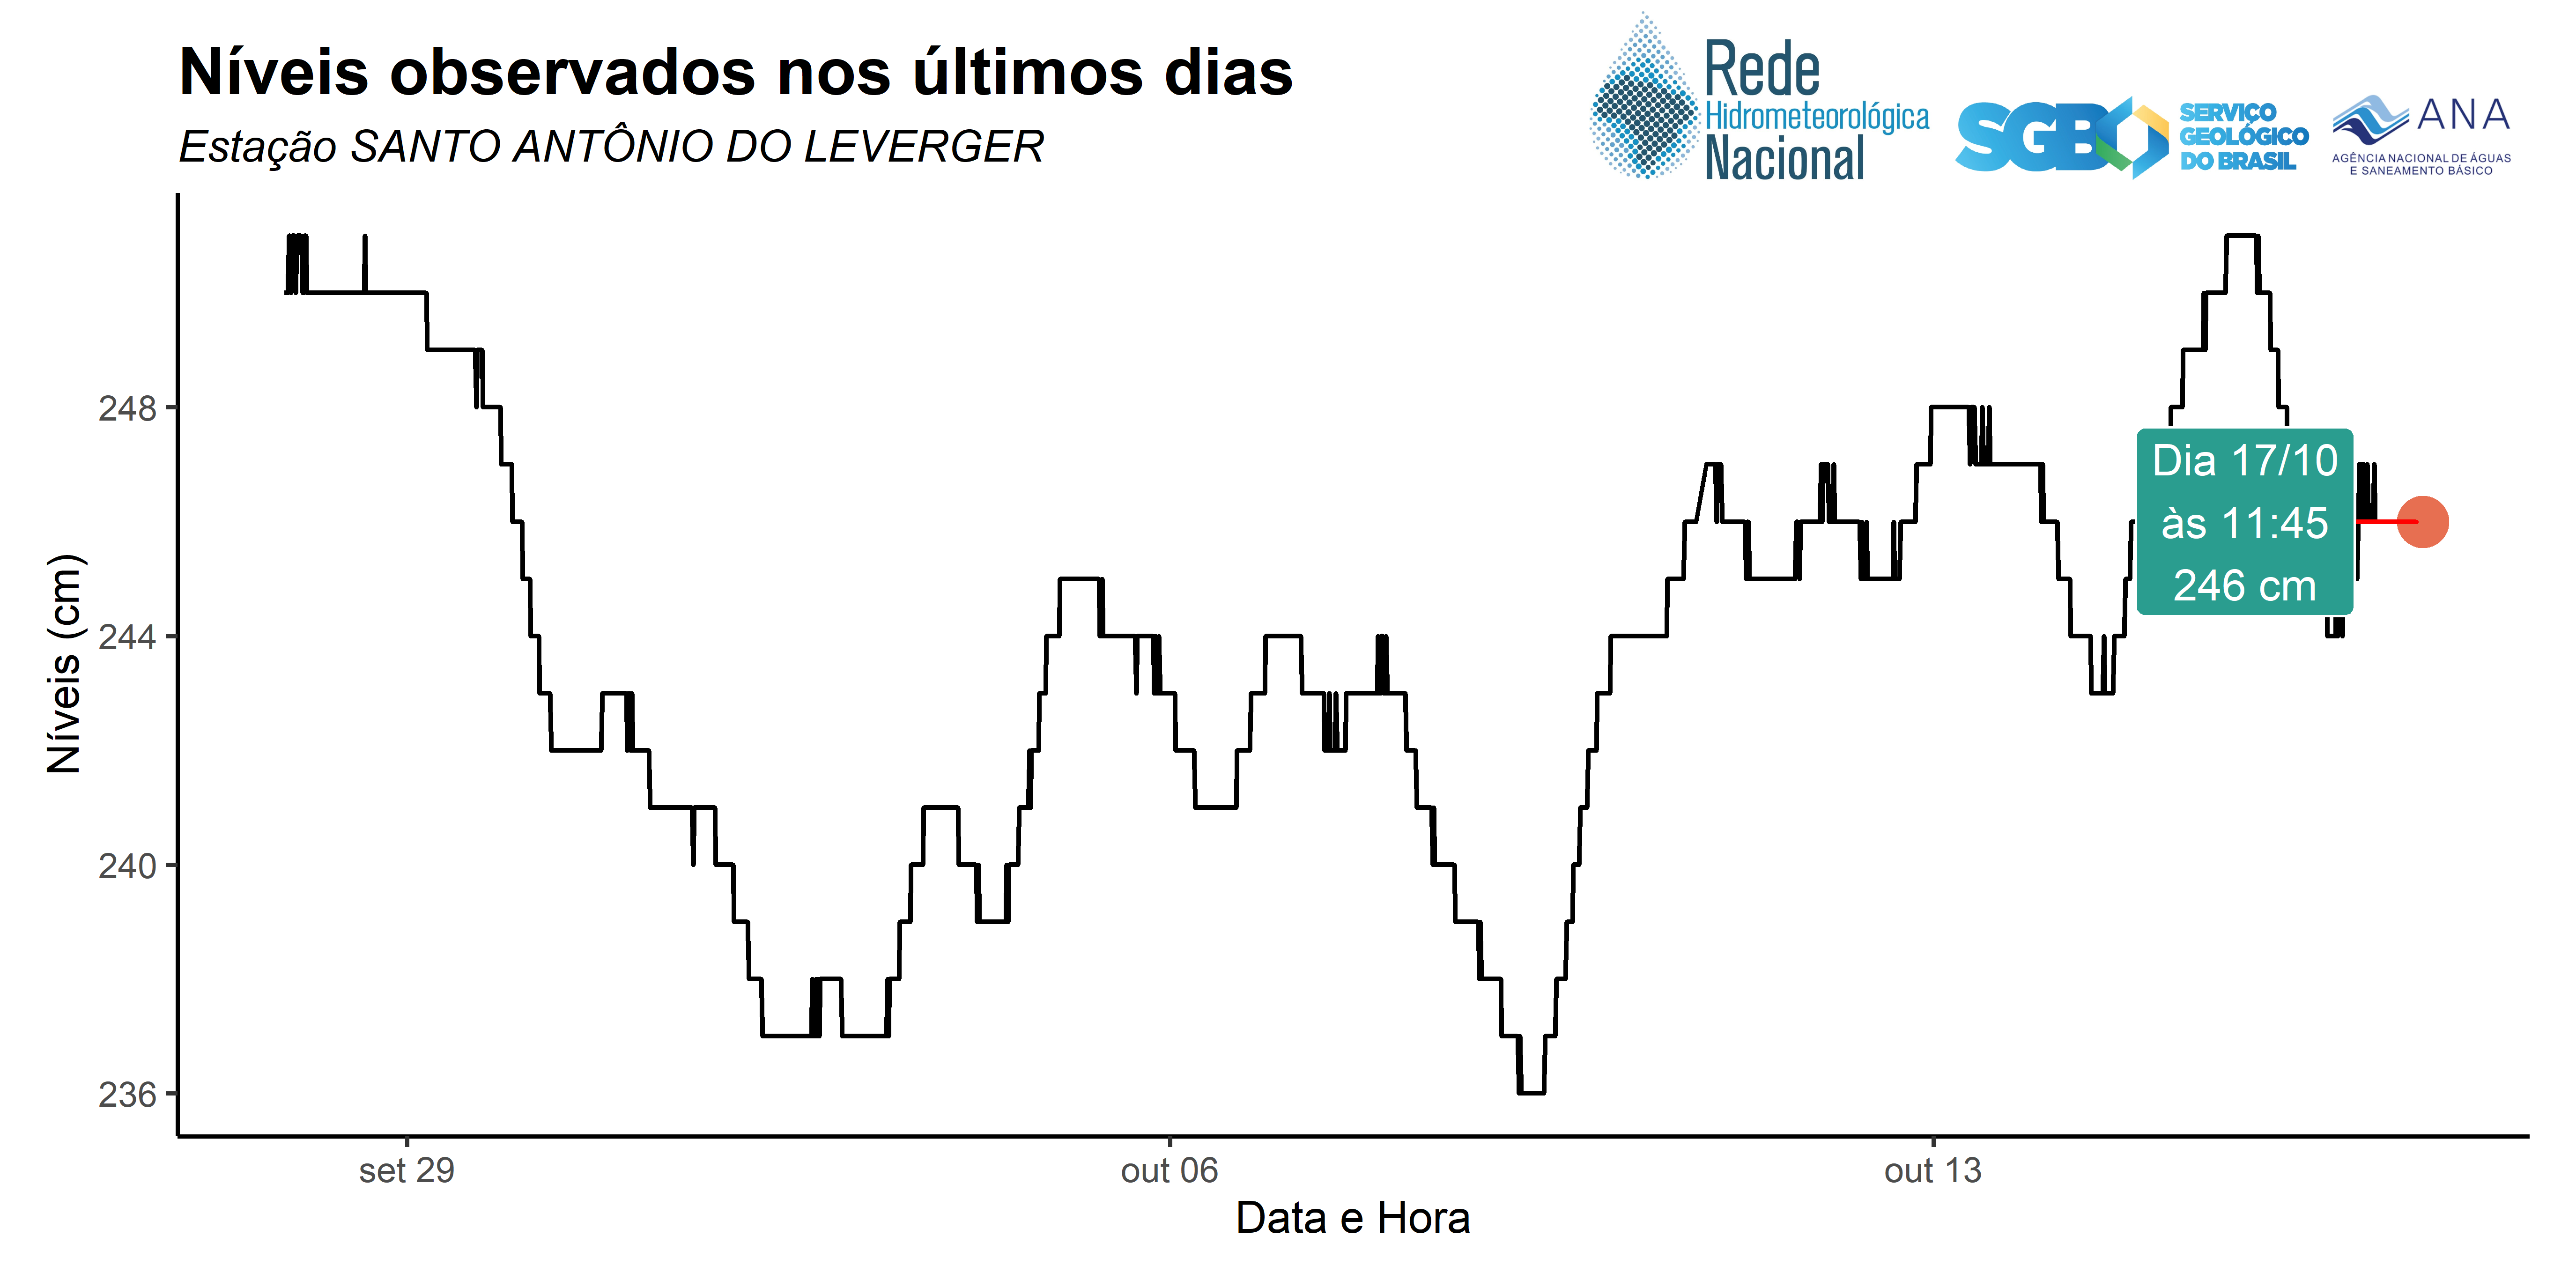 Níveis observados nos últimos dias
Estação SANTO ANTÔNIO DO LEVERGER
Rede
Hidrometeorológica
Nacional
SGB
SERVIÇO
GEOLÓGICO
DO BRASIL
ANA
AGÊNCIA NACIONAL DE ÁGUAS
E SANEAMENTO BÁSICO
Níveis (cm)
248
244
240
236
Dia 17/10
às 11:45
246 cm
set 29
out 06
out 13
Data e Hora